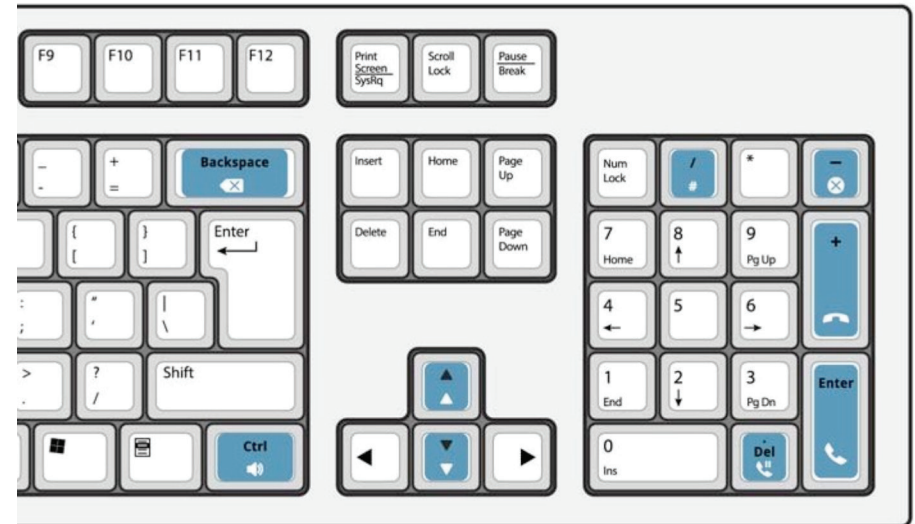 F9 F10 F11 F12
Print
Screen
SysRq
Scroll
Lock
Pause
Break
_
-
+
=
Backspace
Insert
Home
Page
Up
Num
Lock
/
#
*
-
{
[
}
]
Enter
Delete
End
Page
Down
7
Home
8
↑
9
Pg Up
+
:
;
"
'
|
\
4
←
5
6
→
>
.
?
/
Shift
1
End
2
↓
3
Pg Dn
Enter
Ctrl
0
Ins
.
Del